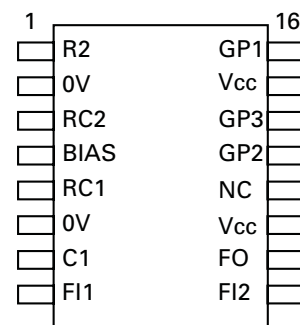 1 16
R2 GP1
0V Vcc
RC2 GP3
BIAS GP2
RC1 NC
0V Vcc
C1 FO
FI1 FI2